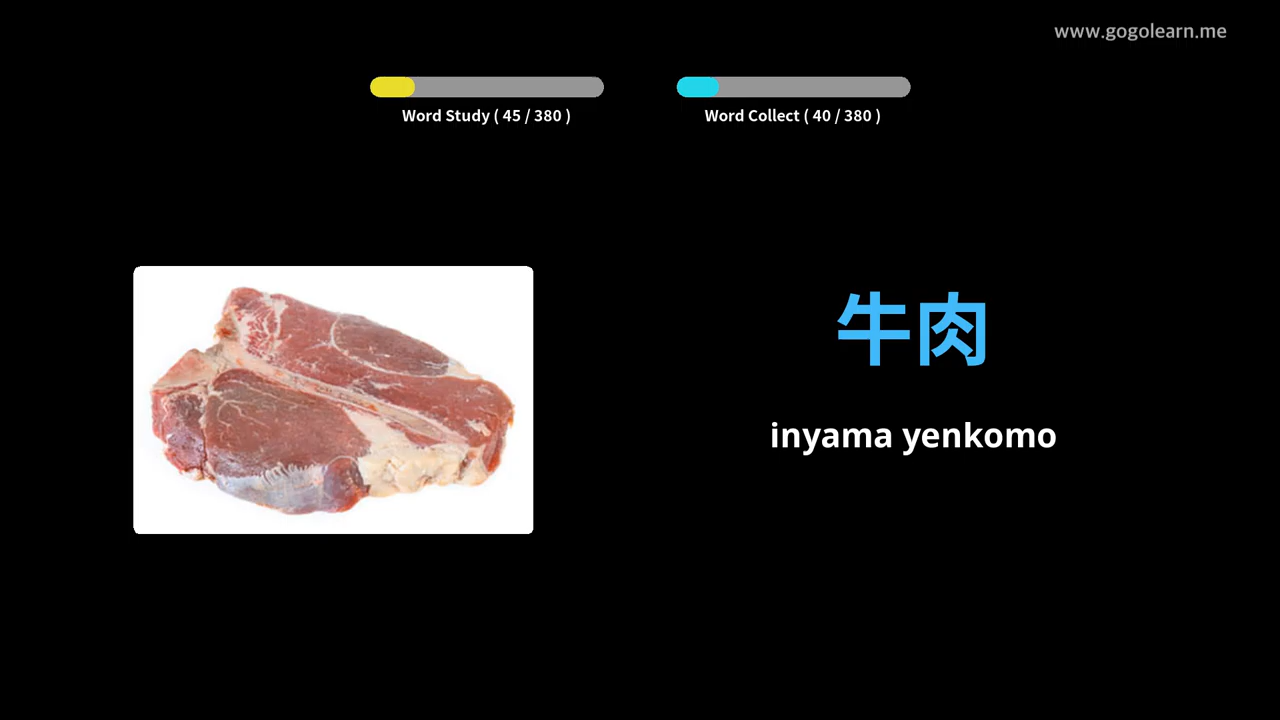 www.gogolearn.me
Word Study ( 45 / 380 )
Word Collect ( 40 / 380 )
牛肉
inyama yenkomo